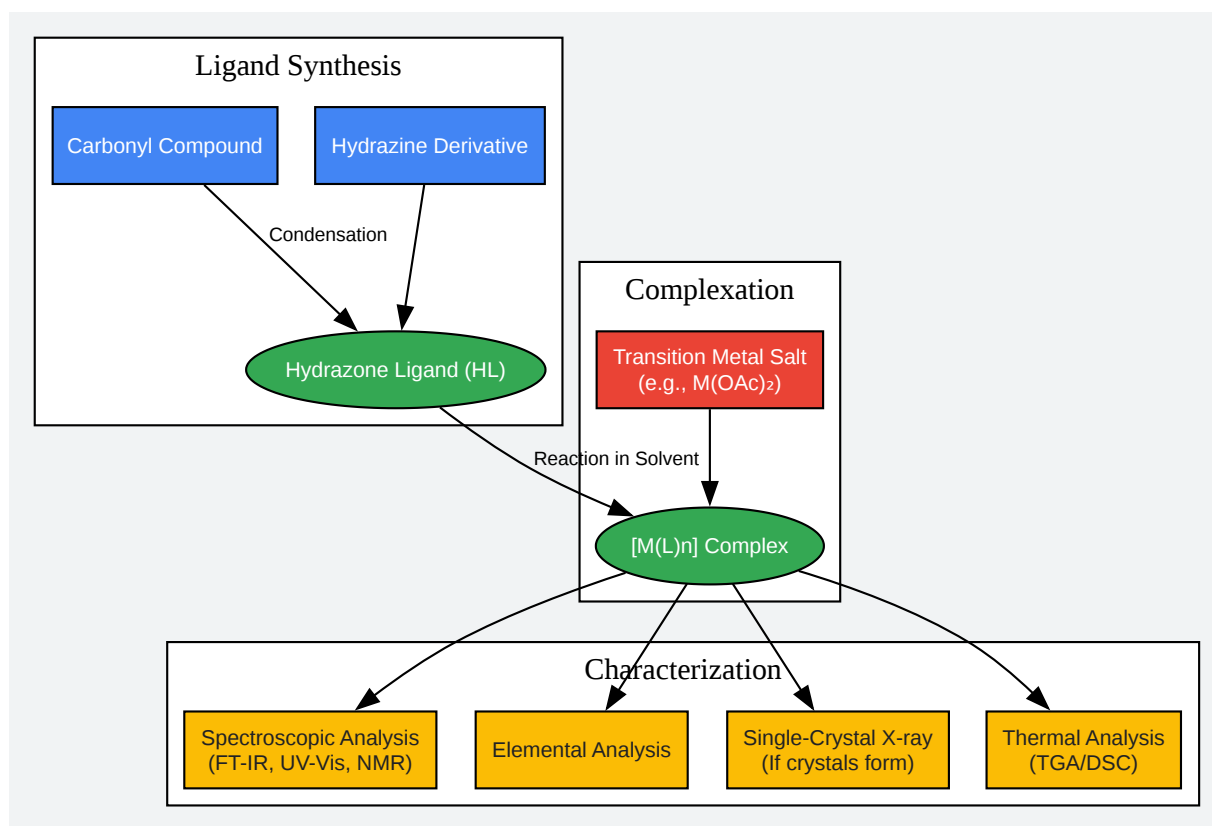 Ligand Synthesis
Carbonyl Compound
Hydrazine Derivative
Condensation
Hydrazone Ligand (HL)
Complexation
Transition Metal Salt
(e.g., M(OAc)₂)
Reaction in Solvent
[M(L)n] Complex
Characterization
Spectroscopic Analysis
(FT-IR, UV-Vis, NMR)
Elemental Analysis
Single-Crystal X-ray
(If crystals form)
Thermal Analysis
(TGA/DSC)